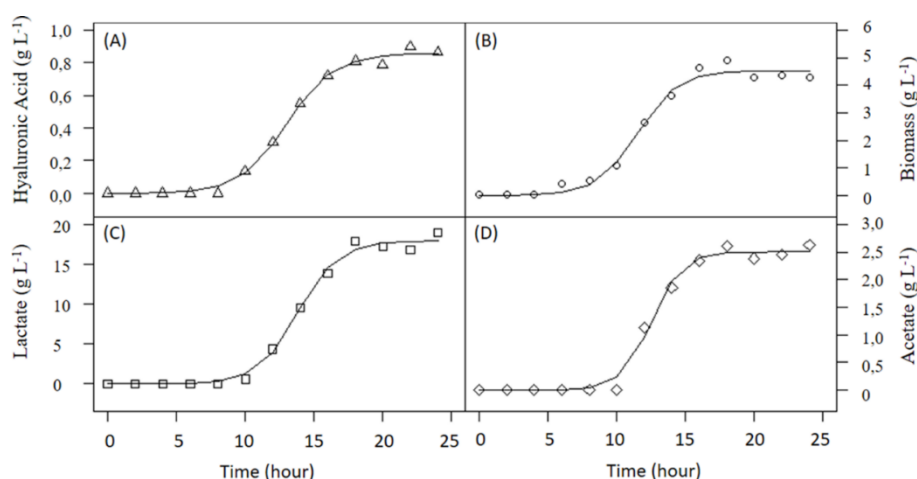 (A)
Hyaluronic Acid (g L-1)
1,0
0,8
0,6
0,4
0,2
0,0
(B)
Biomass (g L-1)
6
5
4
3
2
1
0
(C)
Lactate (g L-1)
20
15
10
5
0
0 5 10 15 20 25
Time (hour)
(D)
Acetate (g L-1)
3,0
2,5
2,0
1,5
1,0
0,5
0
0 5 10 15 20 25
Time (hour)